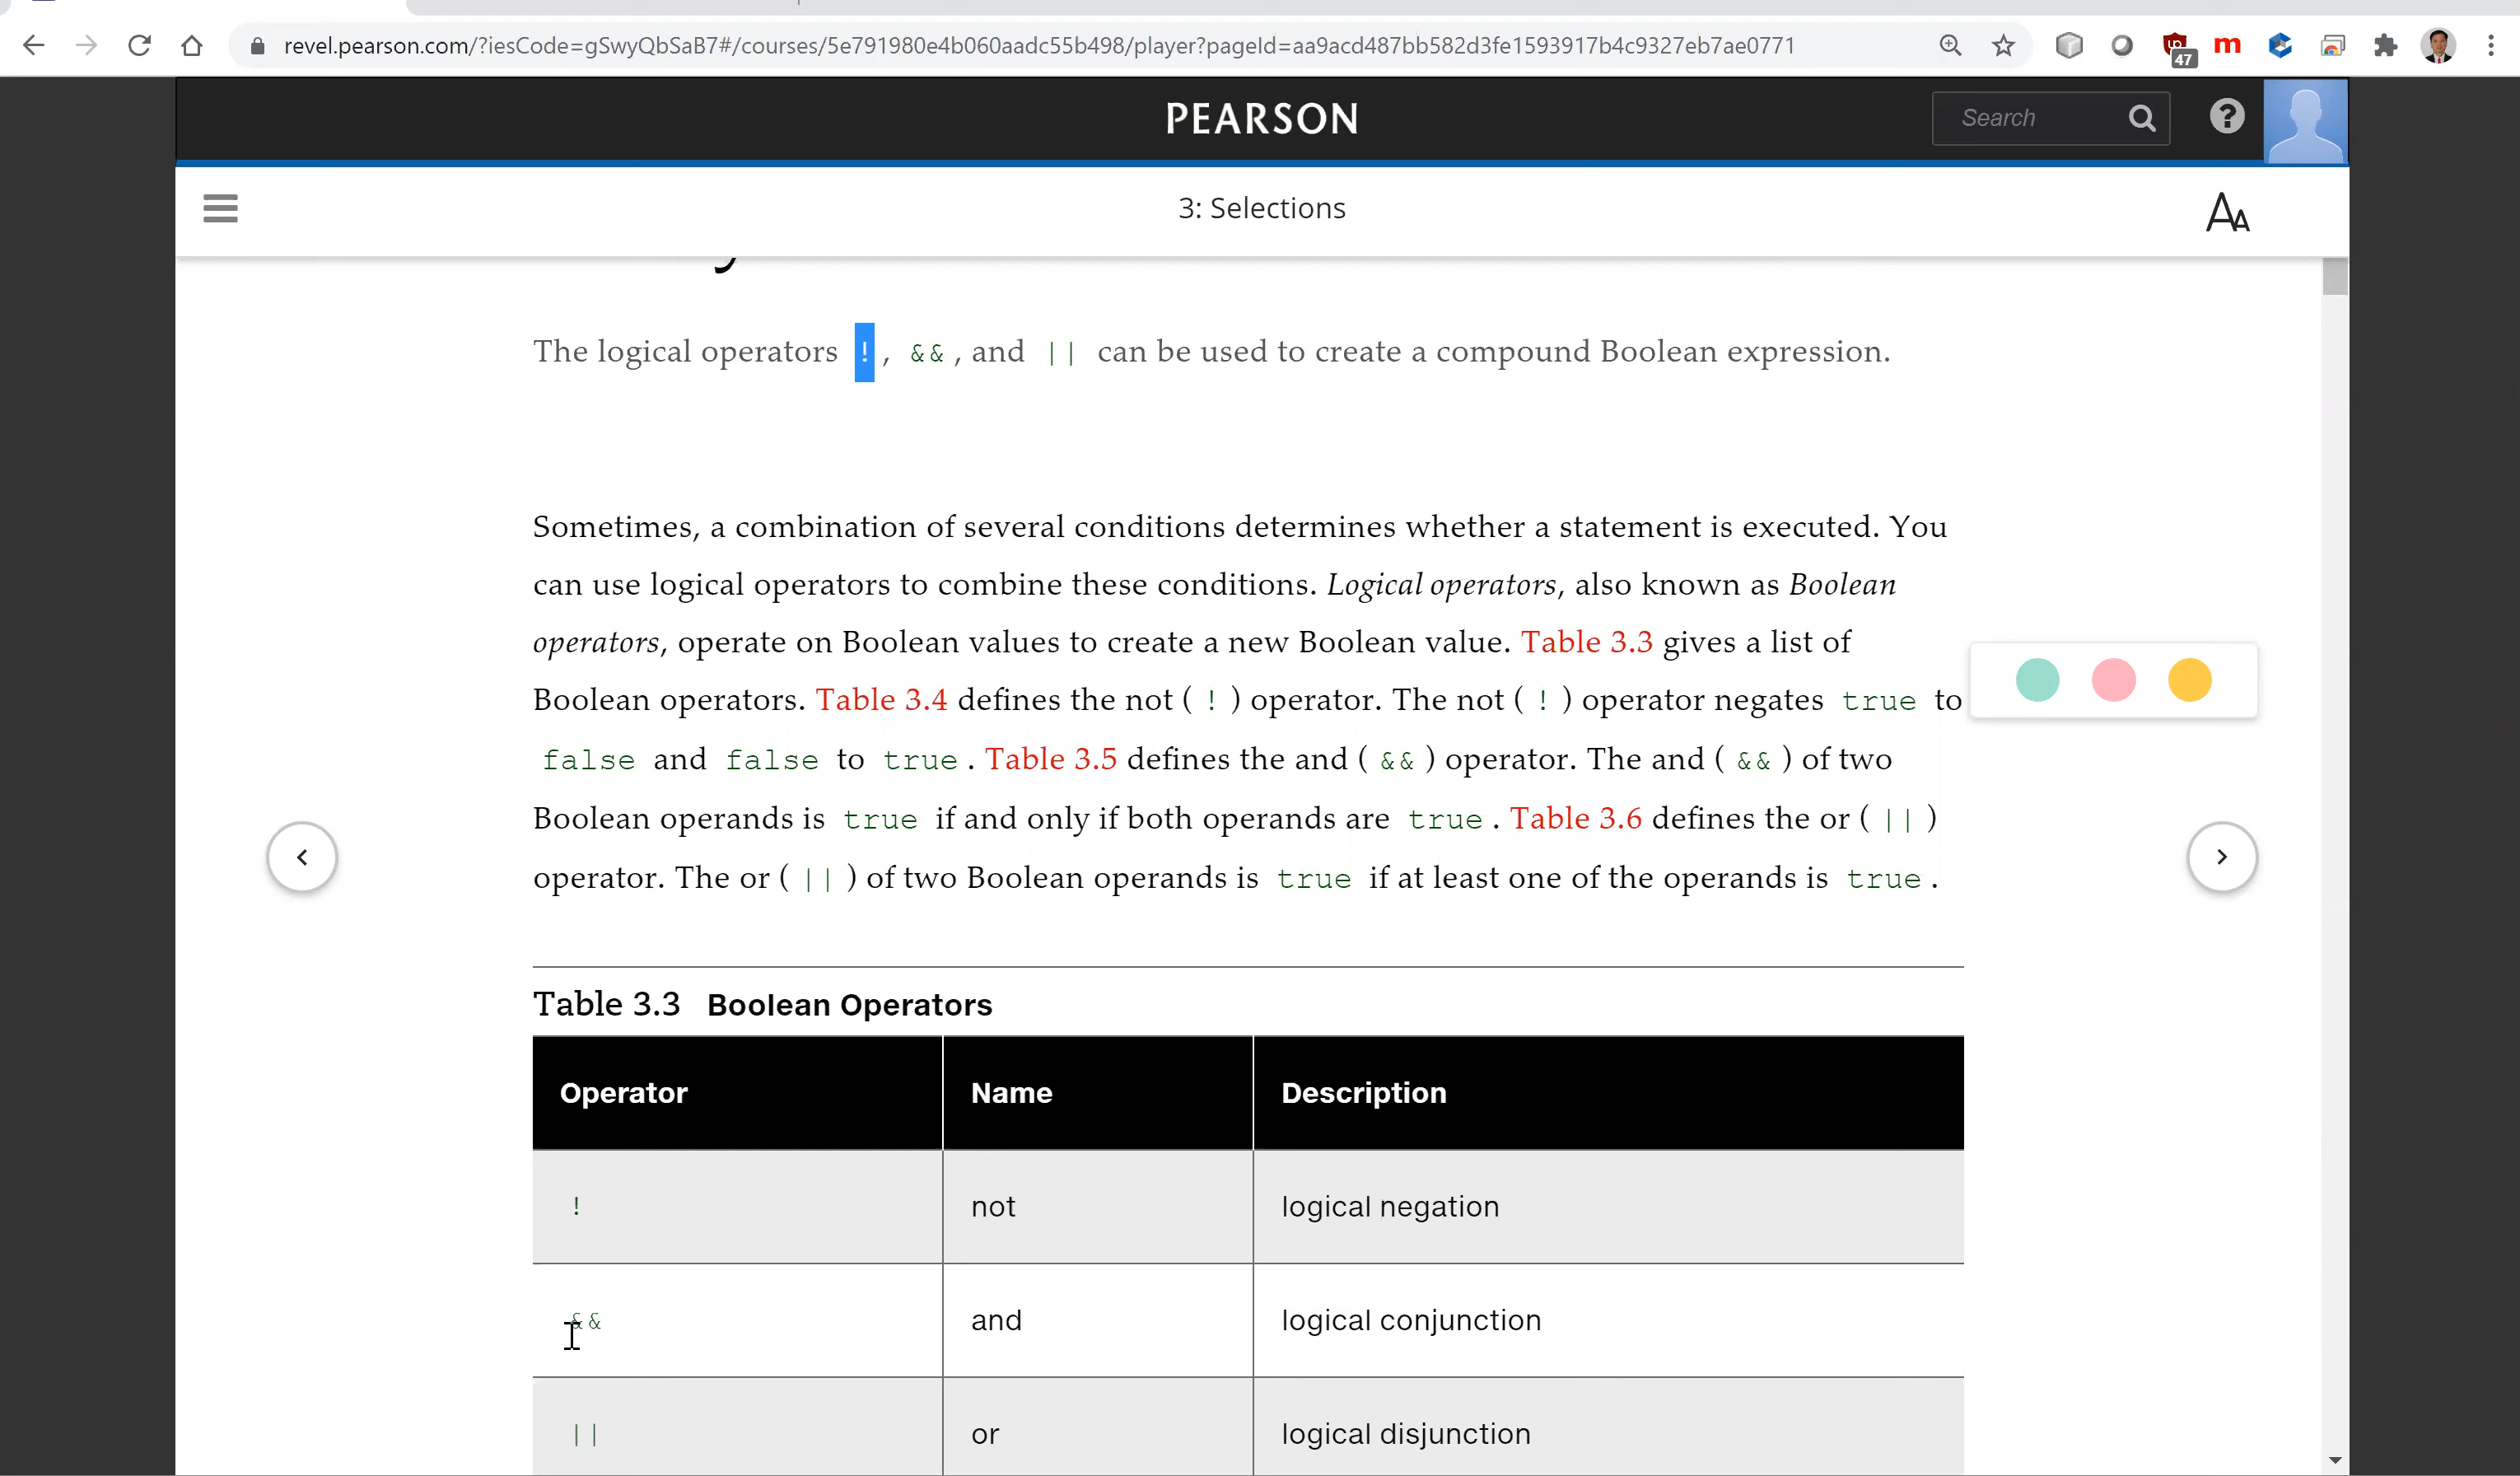 revel.pearson.com/?iesCode=gSwyQbSaB7#/courses/5e791980e4b060aadc55b498/player?pageId=aa9acd487bb582d3fe1593917b4c9327eb7ae0771
47
PEARSON
Search
3: Selections
The logical operators !, &&, and || can be used to create a compound Boolean expression.
Sometimes, a combination of several conditions determines whether a statement is executed. You
can use logical operators to combine these conditions. Logical operators, also known as Boolean
operators, operate on Boolean values to create a new Boolean value. Table 3.3 gives a list of
Boolean operators. Table 3.4 defines the not ( ! ) operator. The not ( ! ) operator negates true to
false and false to true. Table 3.5 defines the and ( && ) operator. The and ( && ) of two
Boolean operands is true if and only if both operands are true. Table 3.6 defines the or ( || )
operator. The or ( || ) of two Boolean operands is true if at least one of the operands is true.
Table 3.3 Boolean Operators
Operator Name Description
! not logical negation
&& and logical conjunction
|| or logical disjunction